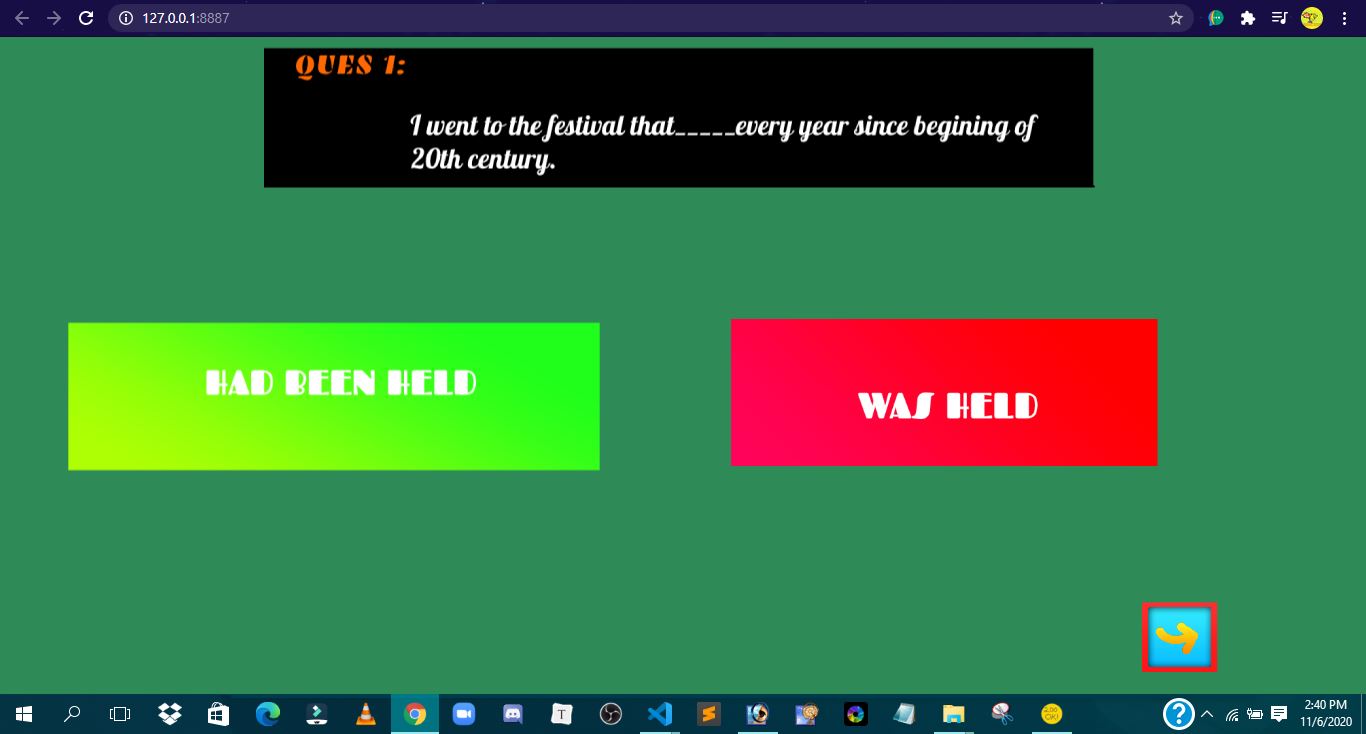 127.0.0.1:8887
QUES 1:
I went to the festival that_____every year since begining of
20th century.
HAD BEEN HELD
WAS HELD
T
2:40 PM
11/6/2020